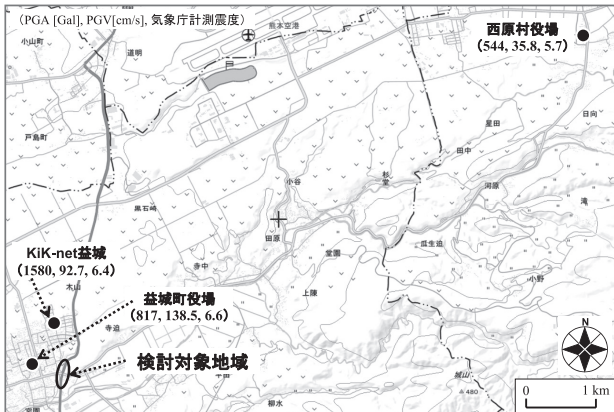 (PGA [Gal], PGV[cm/s], 気象庁計測震度)
熊本空港
小山町
道明
西原村役場
(544, 35.8, 5.7)
戸島町
日向
星田
田中
小谷
杉堂
河原
滝
黒石崎
田原
瓜生迫
堂園
寺中
小野
KiK-net益城
(1580, 92.7, 6.4)
木山
上陳
益城町役場
(817, 138.5, 6.6)
寺迫
N
検討対象地域
城山
480
柳水
0 1 km